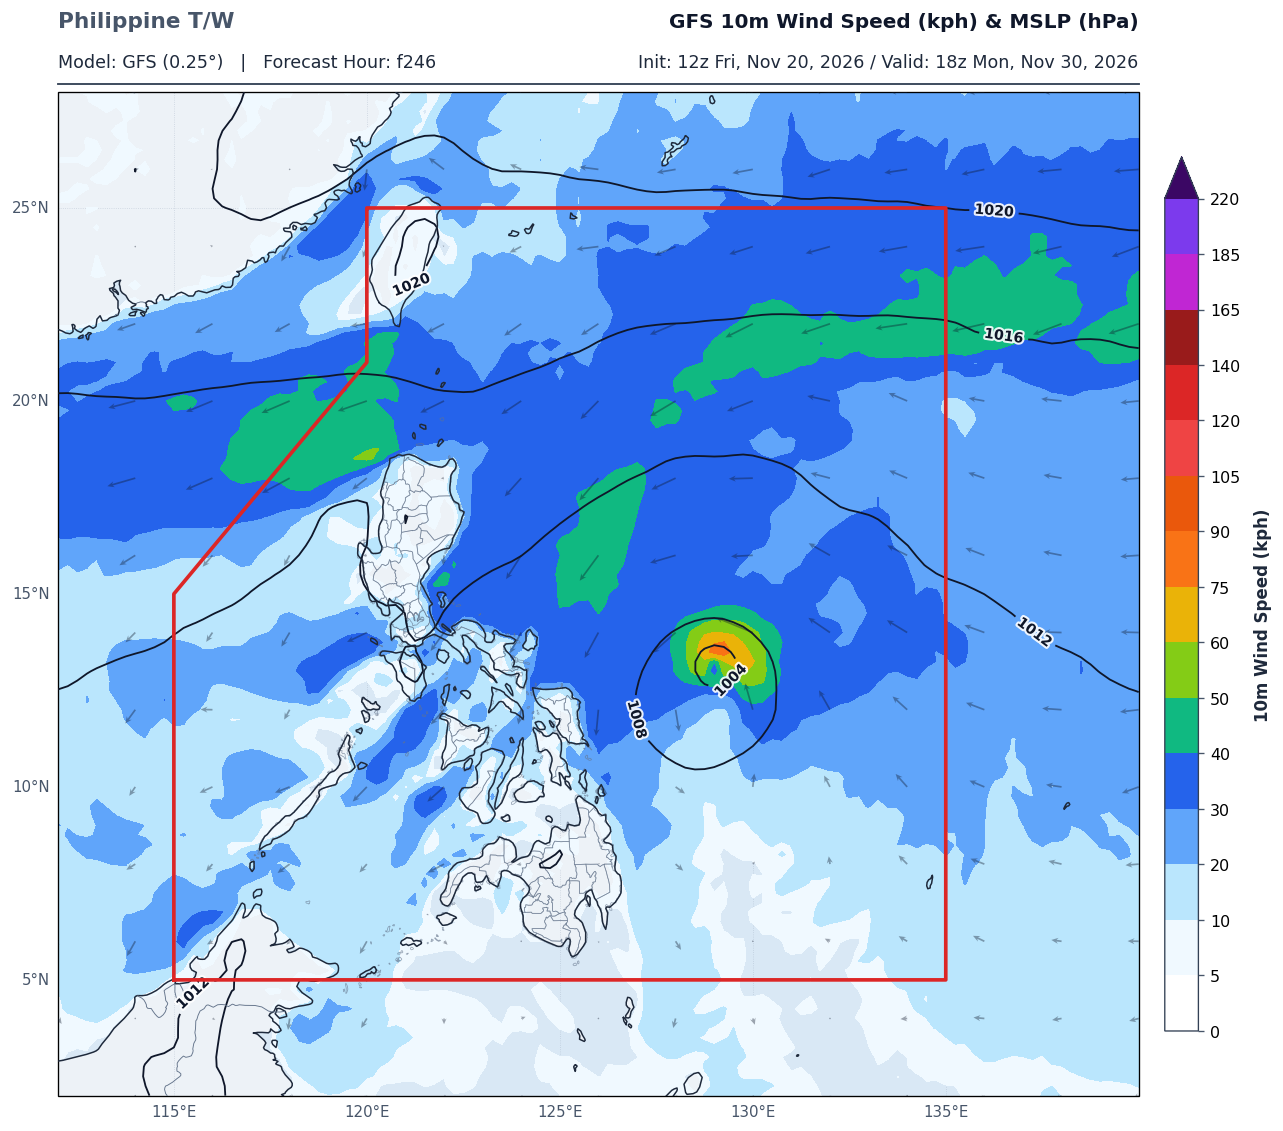 Philippine T/W
GFS 10m Wind Speed (kph) & MSLP (hPa)
Model: GFS (0.25°)   |   Forecast Hour: f246
Init: 12z Fri, Nov 20, 2026 / Valid: 18z Mon, Nov 30, 2026
25°N
20°N
15°N
10°N
5°N
115°E
120°E
125°E
130°E
135°E
1020
1020
1016
1012
1004
1008
1012
220
185
165
140
120
105
90
75
60
50
40
30
20
10
5
0
10m Wind Speed (kph)